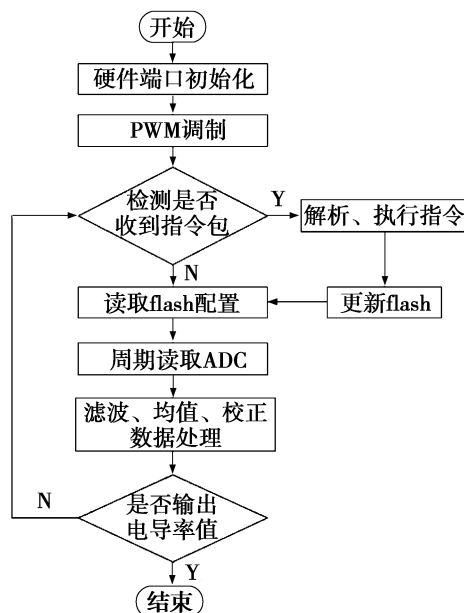 开始
硬件端口初始化
PWM调制
检测是否
收到指令包
Y
解析、执行指令
N
读取flash配置
更新flash
周期读取ADC
滤波、均值、校正
数据处理
N
是否输出
电导率值
Y
结束